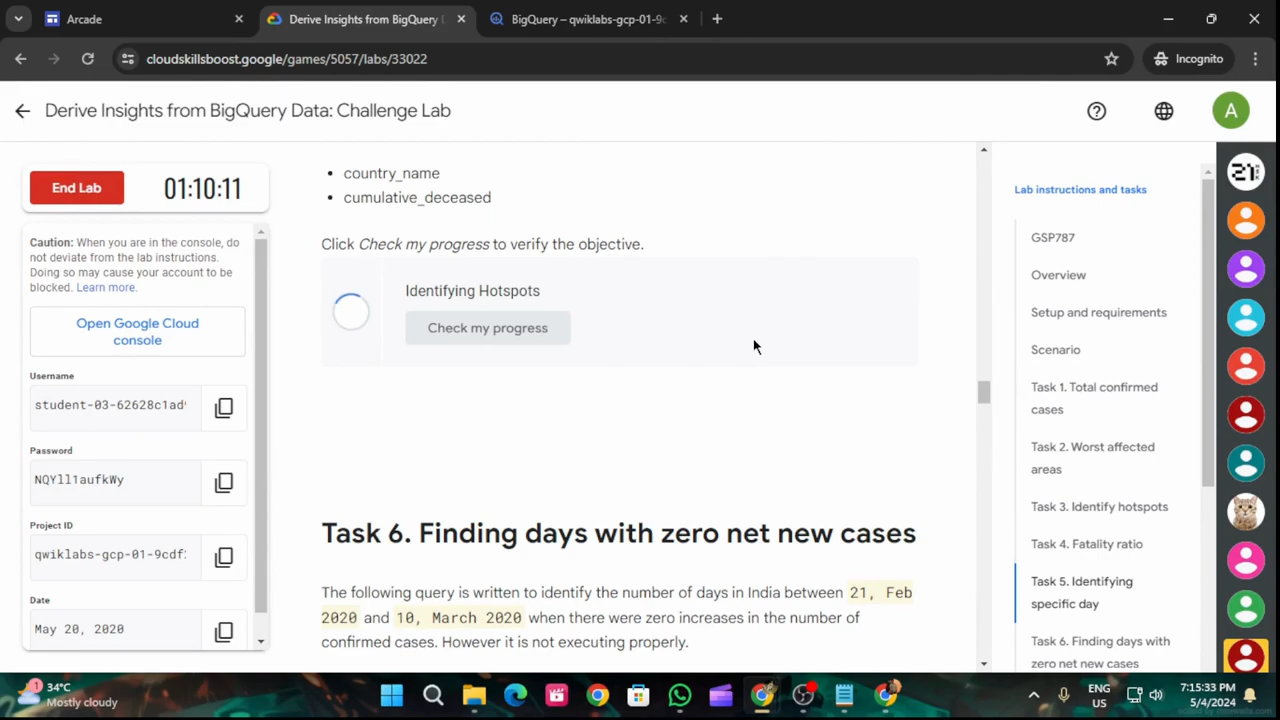 Arcade
Derive Insights from BigQuery
BigQuery – qwiklabs-gcp-01-9c
cloudskillsboost.google/games/5057/labs/33022
Incognito
Derive Insights from BigQuery Data: Challenge Lab
A
End Lab
01:10:11
Caution: When you are in the console, do
not deviate from the lab instructions.
Doing so may cause your account to be
blocked. Learn more.
Open Google Cloud
console
Username
student-03-62628c1ad
Password
NQYll1aufkWy
Project ID
qwiklabs-gcp-01-9cdf
Date
May 20, 2020
• country_name
• cumulative_deceased
Click Check my progress to verify the objective.
Identifying Hotspots
Check my progress
Task 6. Finding days with zero net new cases
The following query is written to identify the number of days in India between 21, Feb
2020 and 10, March 2020 when there were zero increases in the number of
confirmed cases. However it is not executing properly.
Lab instructions and tasks
GSP787
Overview
Setup and requirements
Scenario
Task 1. Total confirmed
cases
Task 2. Worst affected
areas
Task 3. Identify hotspots
Task 4. Fatality ratio
Task 5. Identifying
specific day
Task 6. Finding days with
zero net new cases
1
34°C
Mostly cloudy
ENG
US
7:15:33 PM
5/4/2024